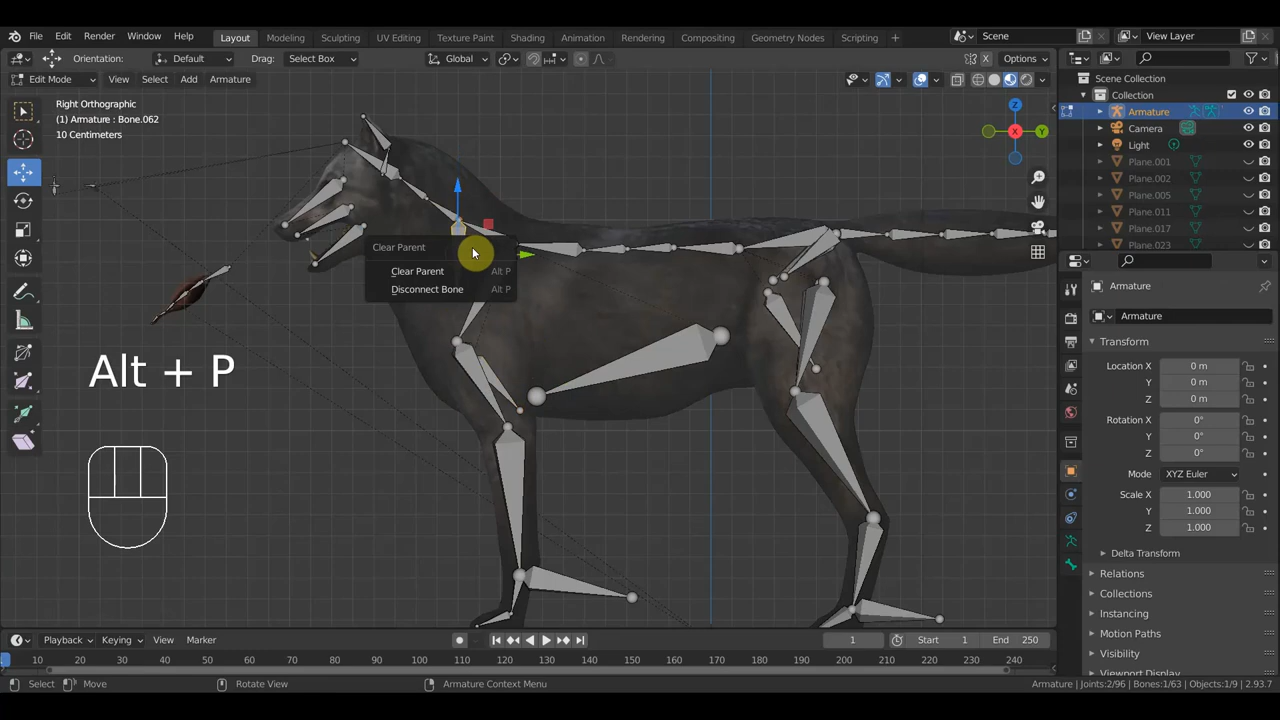 File Edit Render Window Help Layout Modeling Sculpting UV Editing Texture Paint Shading Animation Rendering Compositing Geometry Nodes Scripting + Scene View Layer
Orientation: Default Drag: Select Box Global Options
Edit Mode View Select Add Armature
Right Orthographic
(1) Armature : Bone.062
10 Centimeters
Z
X
Y
Clear Parent
Clear Parent Alt P
Disconnect Bone Alt P
Alt + P
Scene Collection
Collection
Armature
Camera
Light
Plane.001
Plane.002
Plane.005
Plane.011
Plane.023
Armature
Armature
Transform
Location X 0 m
Y 0 m
Z 0 m
Rotation X 0°
Y 0°
Z 0°
Mode XYZ Euler
Scale X 1.000
Y 1.000
Z 1.000
Delta Transform
Relations
Collections
Instancing
Motion Paths
Visibility
Viewport Display
Playback Keying View Marker 1 Start 1 End 250
10 20 30 40 50 60 70 80 90 100 110 120 130 140 150 160 170 180 190 200 210 220 230 240
Select Move Rotate View Armature Context Menu Armature | Joints:2/96 | Bones:1/63 | Objects:1/9 | 2.93.7